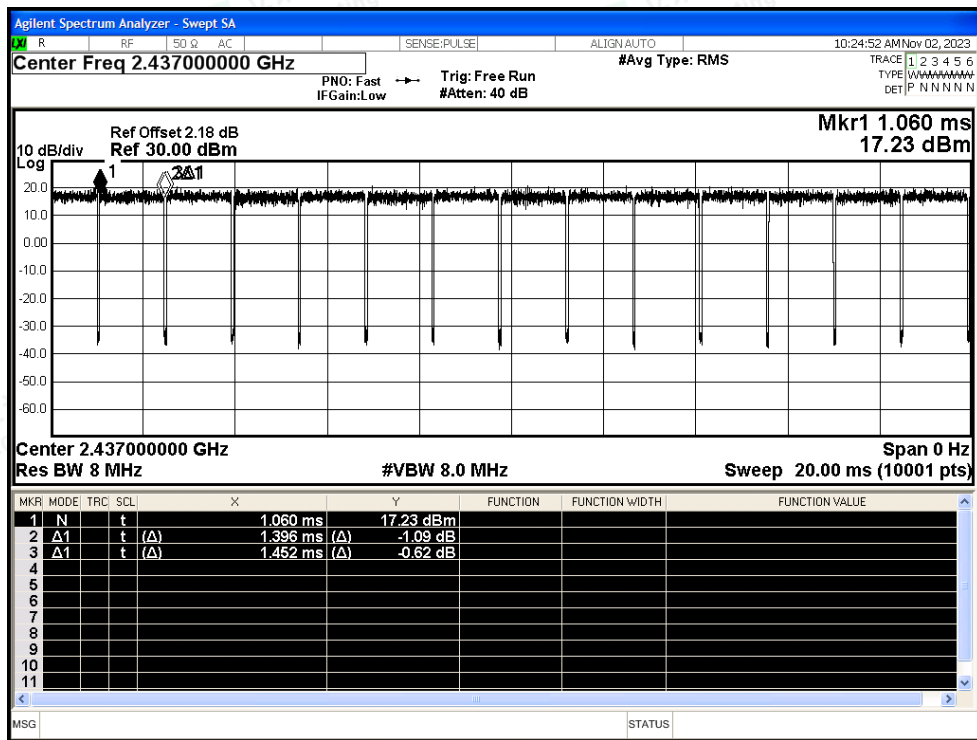 Agilent Spectrum Analyzer - Swept SA
LXI R RF 50 Ω AC SENSE:PULSE ALIGN AUTO 10:24:52 AM Nov 02, 2023
Center Freq 2.437000000 GHz #Avg Type: RMS TRACE 1 2 3 4 5 6
PNO: Fast Trig: Free Run TYPE
IFGain:Low #Atten: 40 dB DET P N N N N N
Mkr1 1.060 ms
Ref Offset 2.18 dB
10 dB/div Ref 30.00 dBm 17.23 dBm
Log
1
20.0
10.0
0.00
-10.0
-20.0
-30.0
-40.0
-50.0
-60.0
Center 2.437000000 GHz Span 0 Hz
Res BW 8 MHz #VBW 8.0 MHz Sweep 20.00 ms (10001 pts)
MKR MODE TRC SCL X Y FUNCTION FUNCTION WIDTH FUNCTION VALUE
1 N t 1.060 ms 17.23 dBm
2 Δ1 t (Δ) 1.396 ms (Δ) -1.09 dB
3 Δ1 t (Δ) 1.452 ms (Δ) -0.62 dB
4
5
6
7
8
9
10
11
MSG STATUS